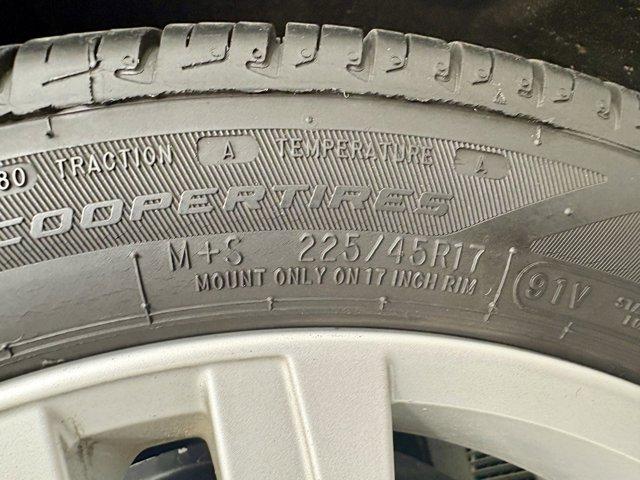 80 TRACTION A TEMPERATURE A
COOPERTIRES
M+S 225/45R17 91V
MOUNT ONLY ON 17 INCH RIM